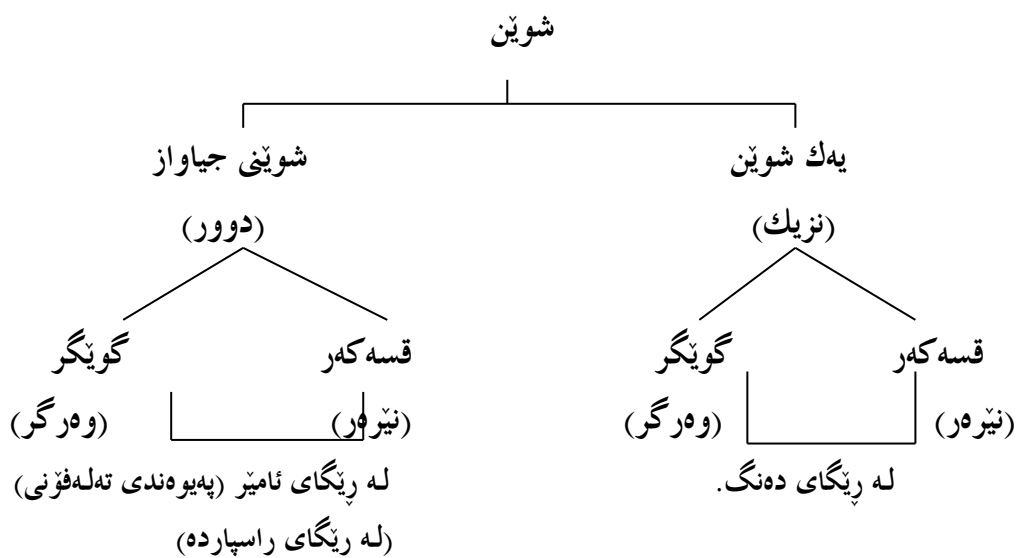 شوێن
یەك شوێن
شوێنی جیاواز
(نزیك)
(دوور)
قسەکەر
گوێگر
قسەکەر
گوێگر
(نێرەر)
(وەرگر)
(نێرەر)
(وەرگر)
لە ڕێگای دەنگ.
لە ڕێگای ئامێر (پەیوەندی تەلەفۆنی)
(لە ڕێگای راسپاردە)